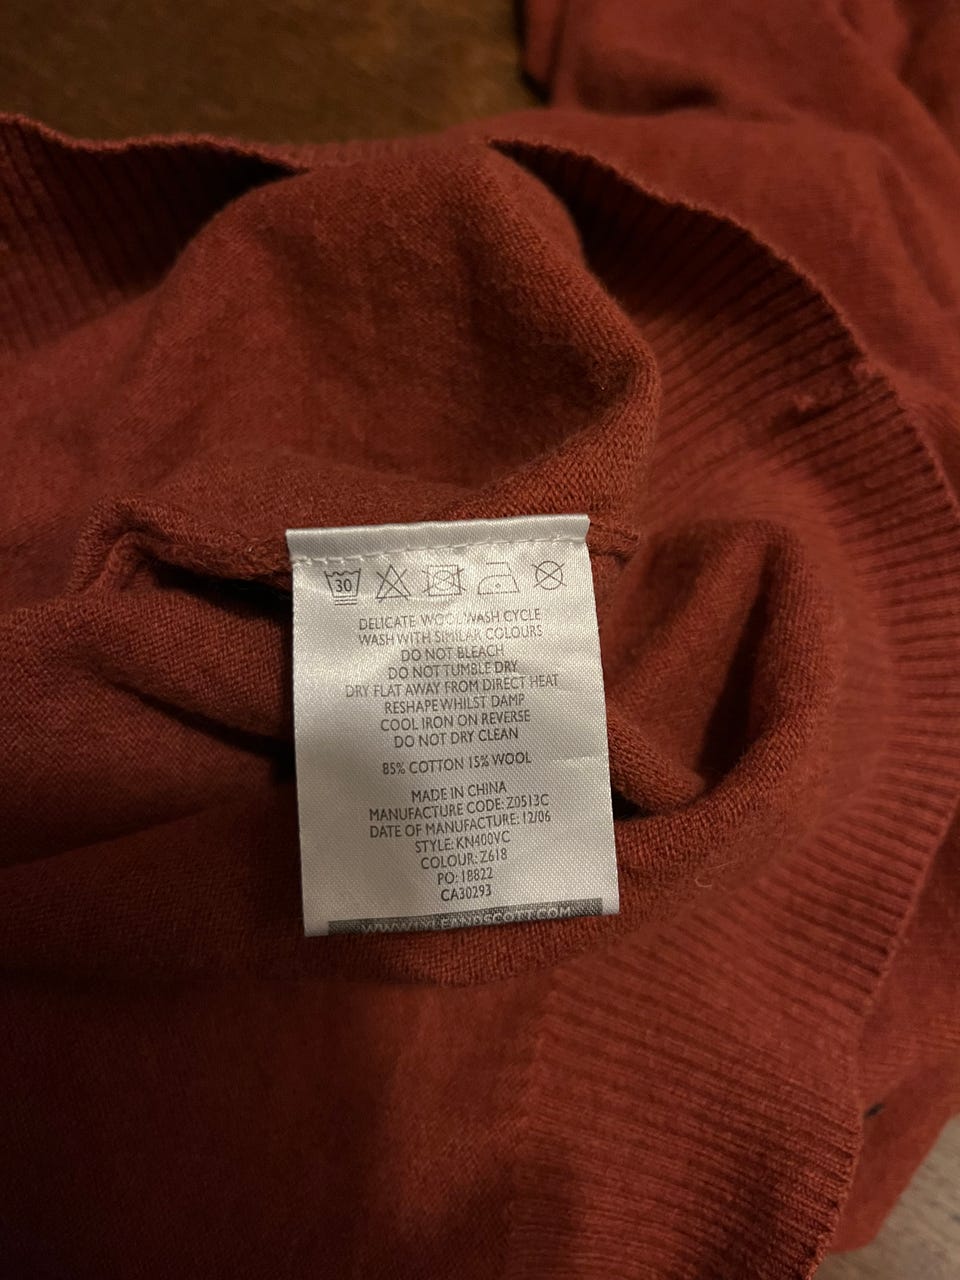 30
DELICATE WOOL WASH CYCLE
WASH WITH SIMILAR COLOURS
DO NOT BLEACH
DO NOT TUMBLE DRY
DRY FLAT AWAY FROM DIRECT HEAT
RESHAPE WHILST DAMP
COOL IRON ON REVERSE
DO NOT DRY CLEAN
85% COTTON 15% WOOL
MADE IN CHINA
MANUFACTURE CODE: Z0513C
DATE OF MANUFACTURE: 12/06
STYLE: KN400VC
COLOUR: Z618
PO: 18822
CA30293
WWW.LYLEANDSCOTT.COM